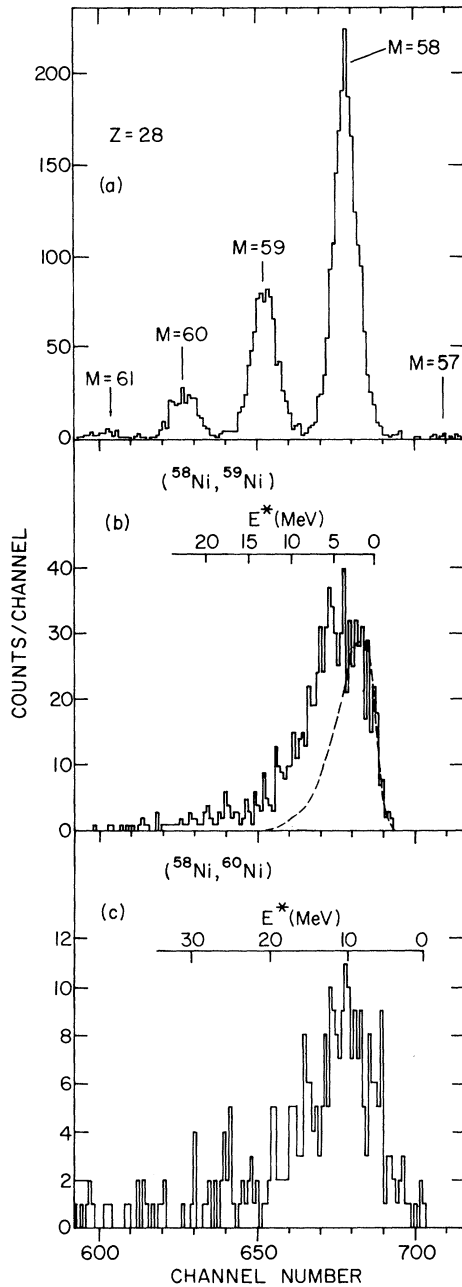 200
M=58
Z=28
150
(a)
M=59
100
M=60
50
M=61
M=57
0
(⁵⁸Ni, ⁵⁹Ni)
(b)
E*(MeV)
20 15 10 5 0
40
30
20
10
0
COUNTS/CHANNEL
(⁵⁸Ni, ⁶⁰Ni)
(c)
E*(MeV)
30 20 10 0
12
10
8
6
4
2
0
600 650 700
CHANNEL NUMBER